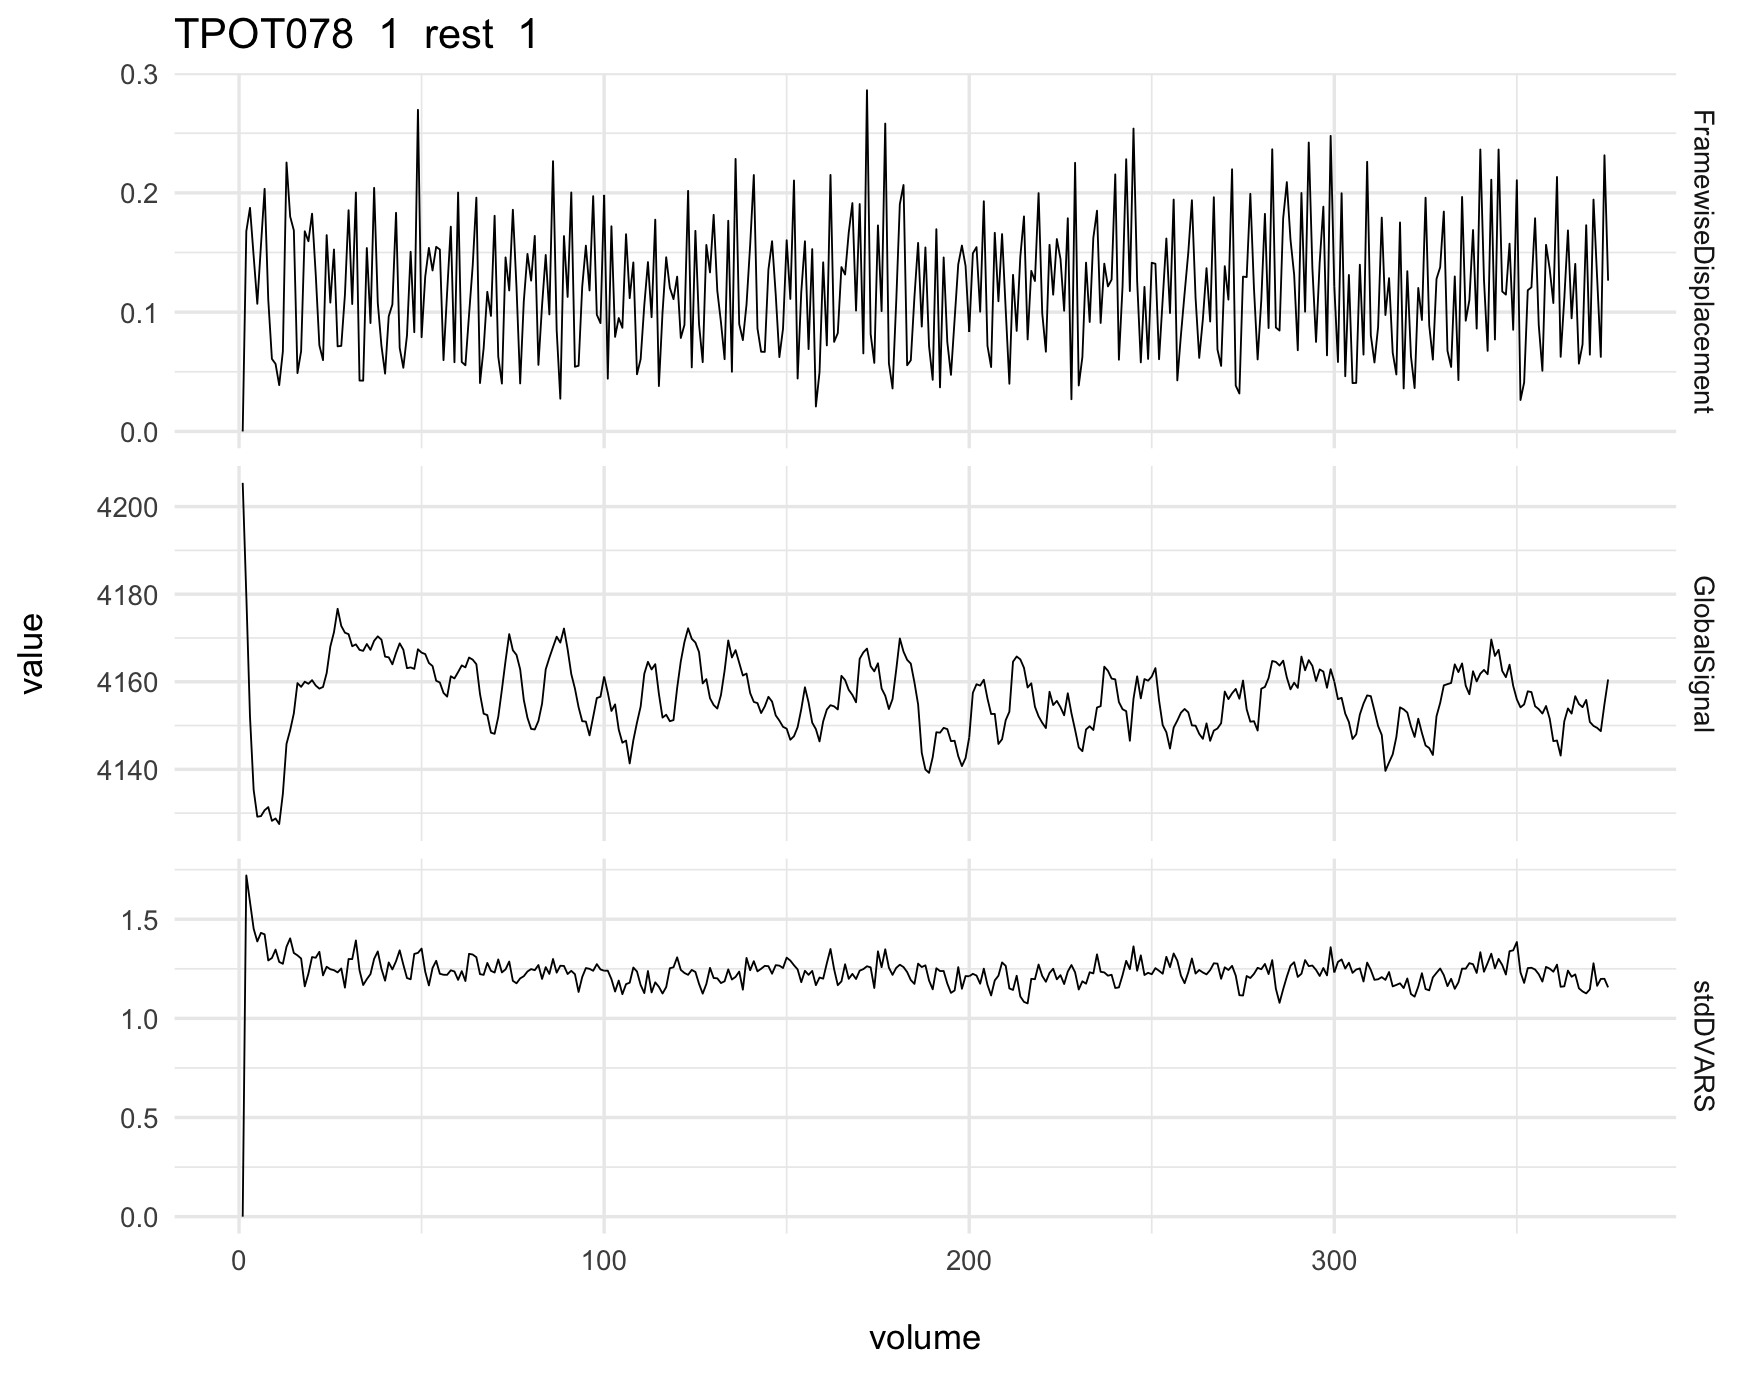 TPOT078 1 rest 1
0.3
0.2
0.1
0.0
FramewiseDisplacement
4200
4180
4160
4140
GlobalSignal
value
1.5
1.0
0.5
0.0
stdDVARS
0 100 200 300
volume